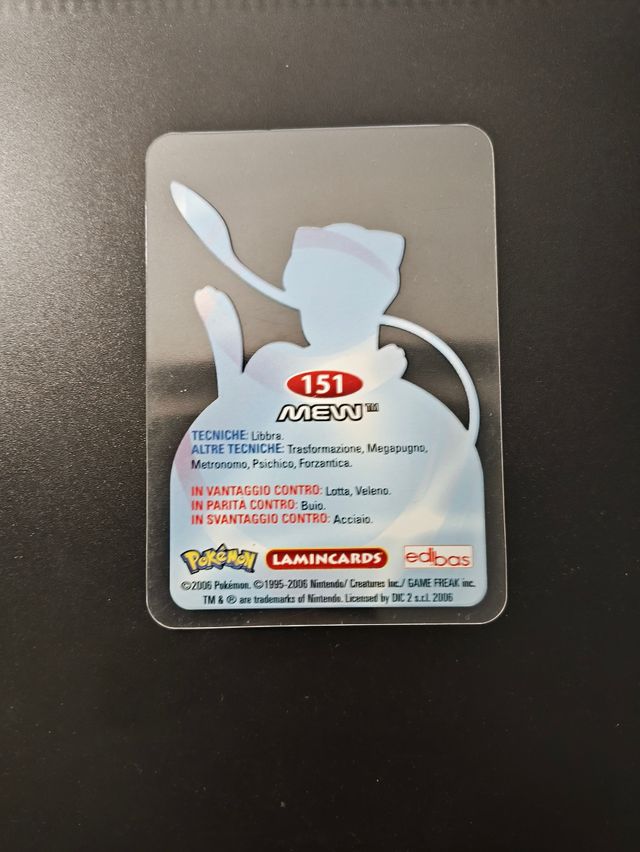 151
MEW™
TECNICHE: Libbra.
ALTRE TECNICHE: Trasformazione, Megapugno,
Metronomo, Psichico, Forzantica.
IN VANTAGGIO CONTRO: Lotta, Veleno.
IN PARITÀ CONTRO: Buio.
IN SVANTAGGIO CONTRO: Acciaio.
POKéMON LAMINCARDS edibas
©2006 Pokémon. ©1995-2006 Nintendo/ Creatures Inc./ GAME FREAK inc.
TM & ® are trademarks of Nintendo. Licensed by DIC 2 s.r.l. 2006